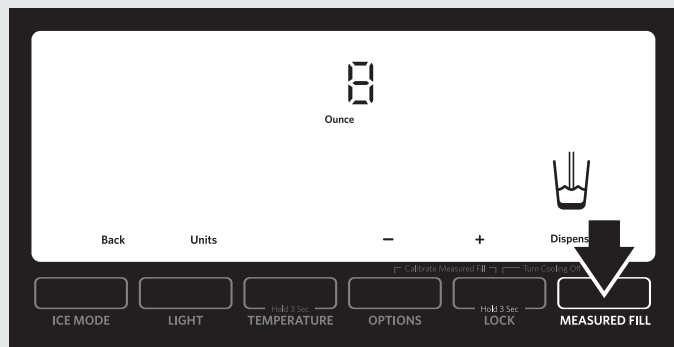 8
Ounce
Back Units − + Dispens
Calibrate Measured Fill Turn Cooling Off
Hold 3 Sec Hold 3 Sec
ICE MODE LIGHT TEMPERATURE OPTIONS LOCK MEASURED FILL